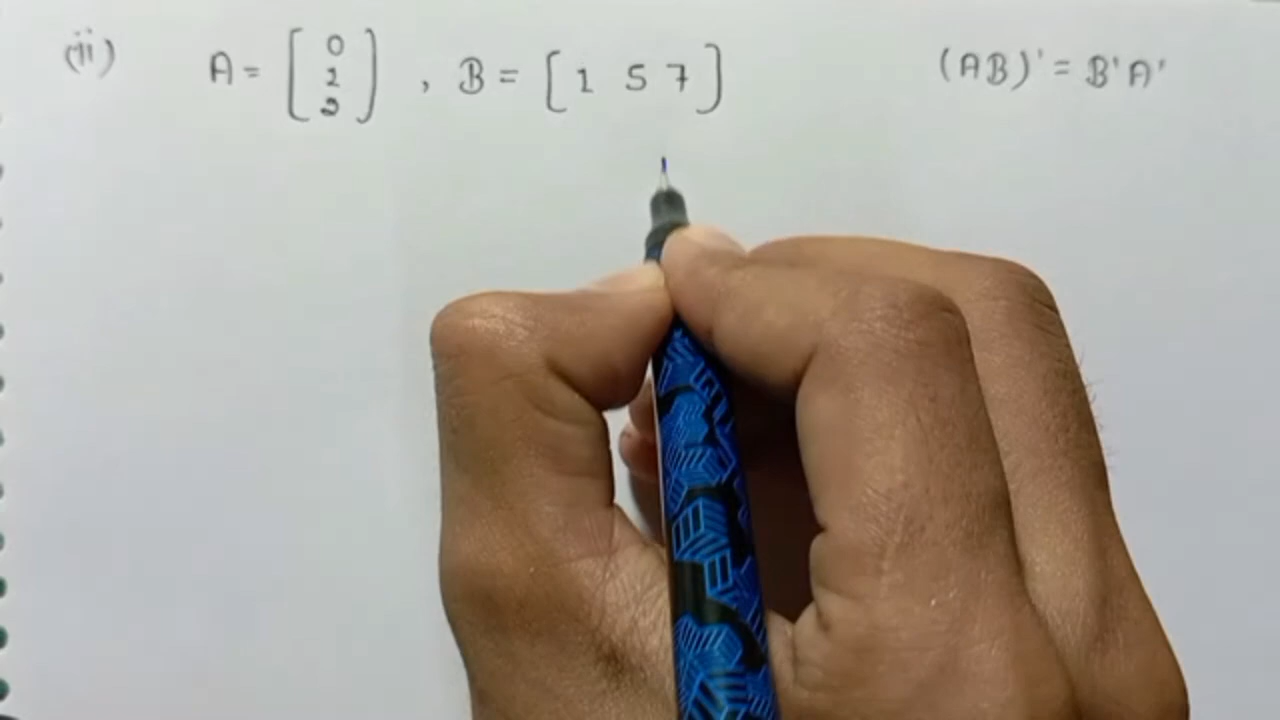 (ii) A = [ 0 1 2 ] , B = [ 1 5 7 ] (AB)' = B'A'